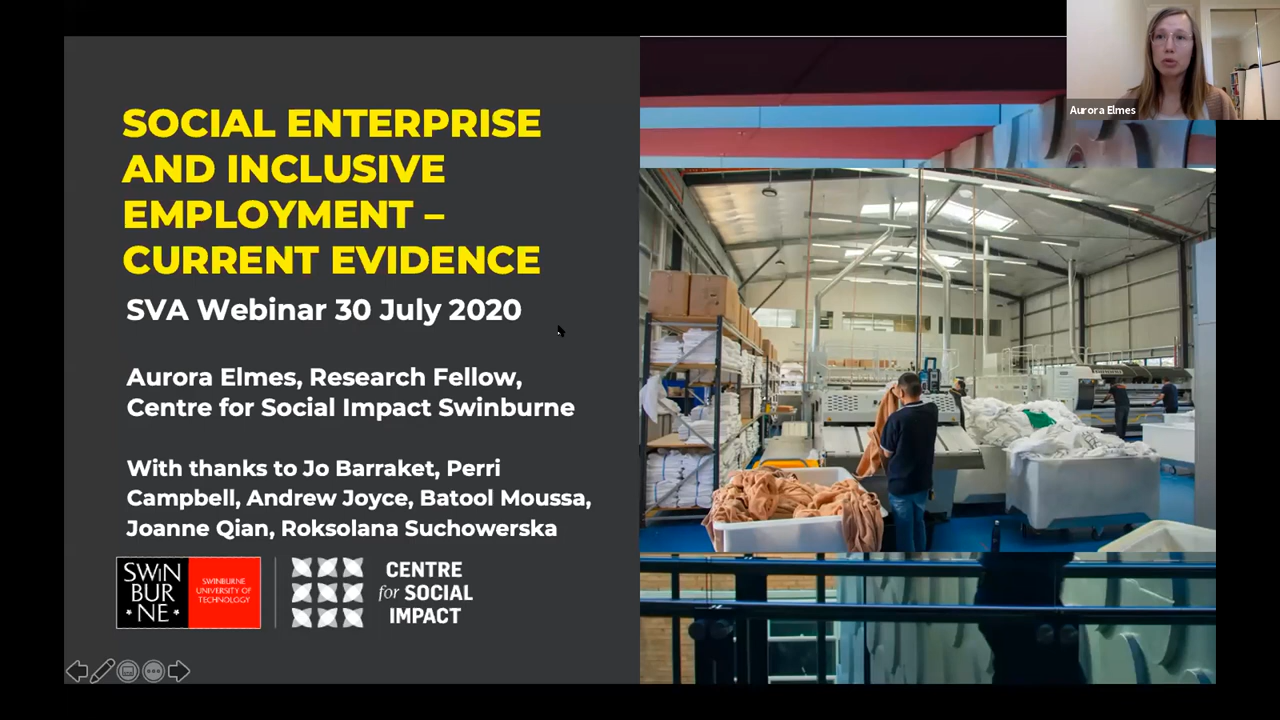 SOCIAL ENTERPRISE
AND INCLUSIVE
EMPLOYMENT –
CURRENT EVIDENCE
SVA Webinar 30 July 2020
Aurora Elmes, Research Fellow,
Centre for Social Impact Swinburne
With thanks to Jo Barraket, Perri
Campbell, Andrew Joyce, Batool Moussa,
Joanne Qian, Roksolana Suchowerska
SWIN
BUR
NE
SWINBURNE
UNIVERSITY OF
TECHNOLOGY
CENTRE
for SOCIAL
IMPACT
Aurora Elmes